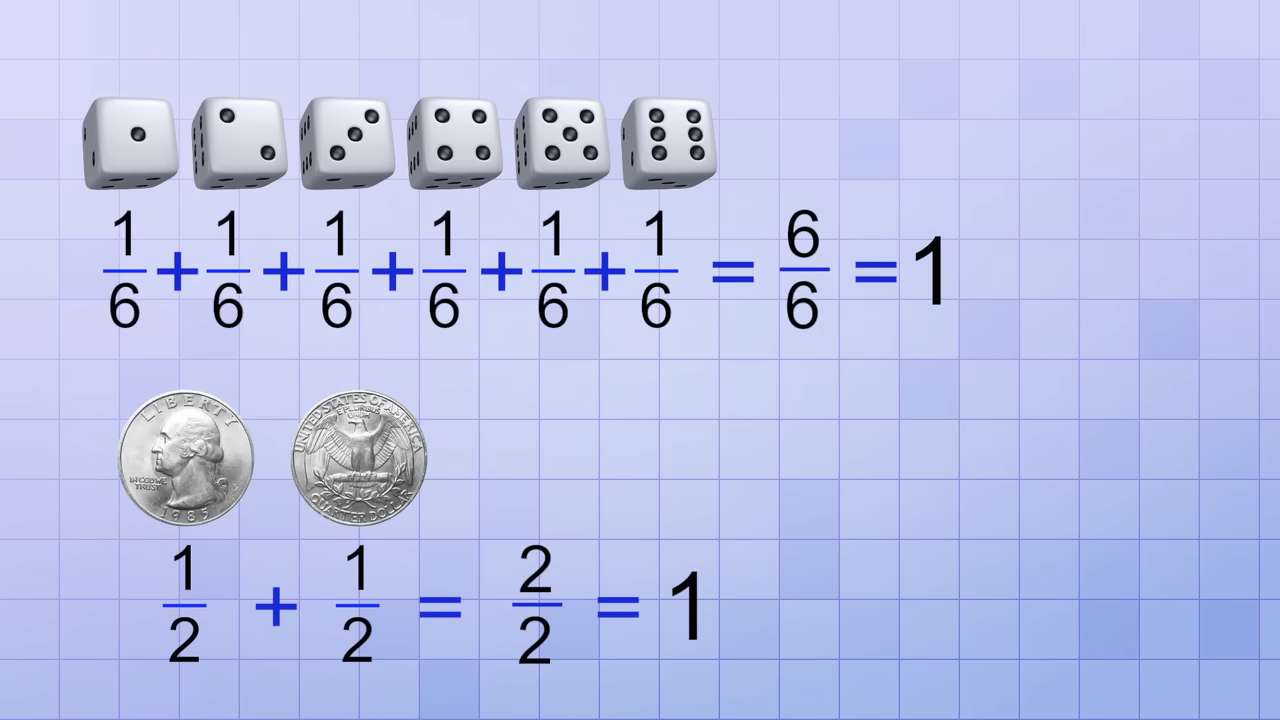 1/6 + 1/6 + 1/6 + 1/6 + 1/6 + 1/6 = 6/6 = 1
LIBERTY
IN GOD WE
TRUST
1985
UNITED STATES OF AMERICA
E PLURIBUS
UNUM
QUARTER DOLLAR
1/2 + 1/2 = 2/2 = 1